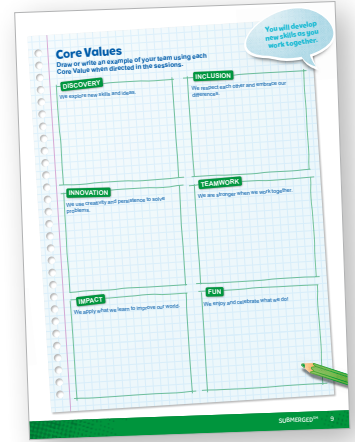 You will develop
new skills as you
work together.
Core Values
Draw or write an example of your team using each
Core Value when directed in the sessions.
DISCOVERY
We explore new skills and ideas.
INCLUSION
We respect each other and embrace our
differences.
INNOVATION
We use creativity and persistence to solve
problems.
TEAMWORK
We are stronger when we work together.
IMPACT
We apply what we learn to improve our world.
FUN
We enjoy and celebrate what we do!
SUBMERGED™ 9